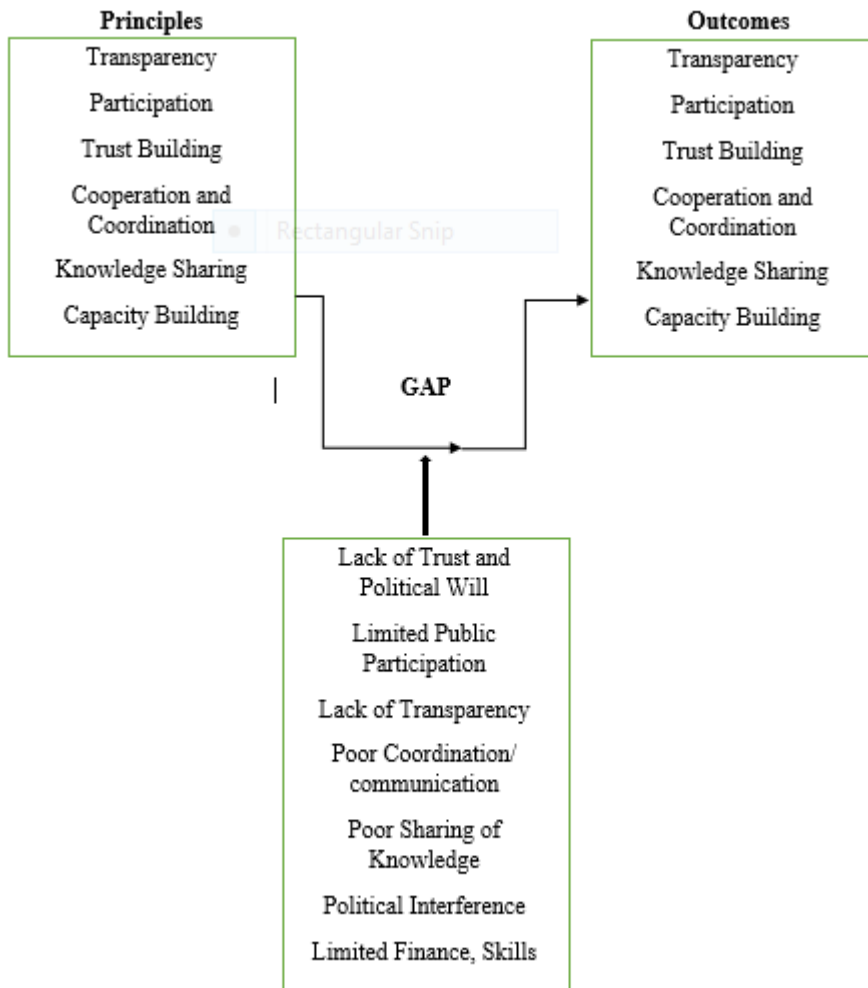 Principles
Transparency
Participation
Trust Building
Cooperation and
Coordination
Knowledge Sharing
Capacity Building
Outcomes
Transparency
Participation
Trust Building
Cooperation and
Coordination
Knowledge Sharing
Capacity Building
Rectangular Snip
GAP
Lack of Trust and
Political Will
Limited Public
Participation
Lack of Transparency
Poor Coordination/
communication
Poor Sharing of
Knowledge
Political Interference
Limited Finance, Skills